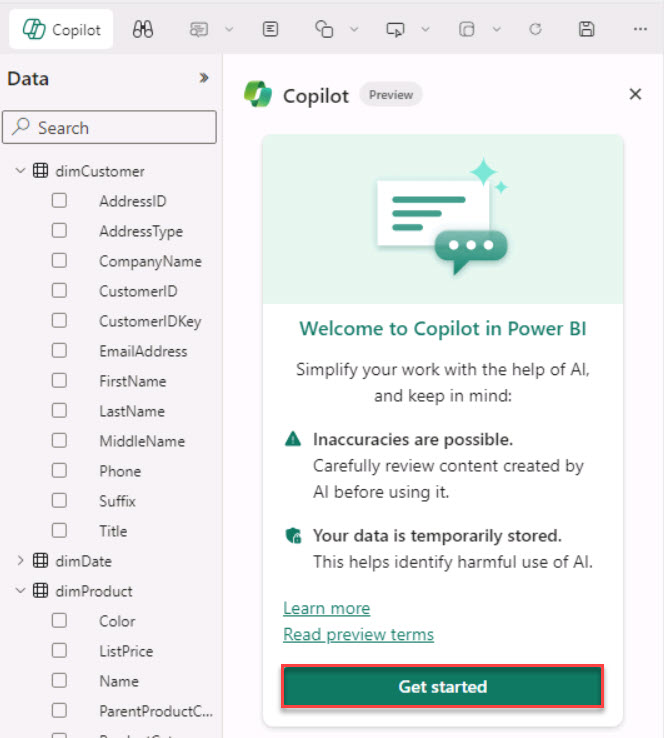 Copilot
Data
Search
dimCustomer
AddressID
AddressType
CompanyName
CustomerID
CustomerIDKey
EmailAddress
FirstName
LastName
MiddleName
Phone
Suffix
Title
dimDate
dimProduct
Color
ListPrice
Name
ParentProductC...
Copilot Preview
Welcome to Copilot in Power BI
Simplify your work with the help of AI,
and keep in mind:
Inaccuracies are possible.
Carefully review content created by
AI before using it.
Your data is temporarily stored.
This helps identify harmful use of AI.
Learn more
Read preview terms
Get started